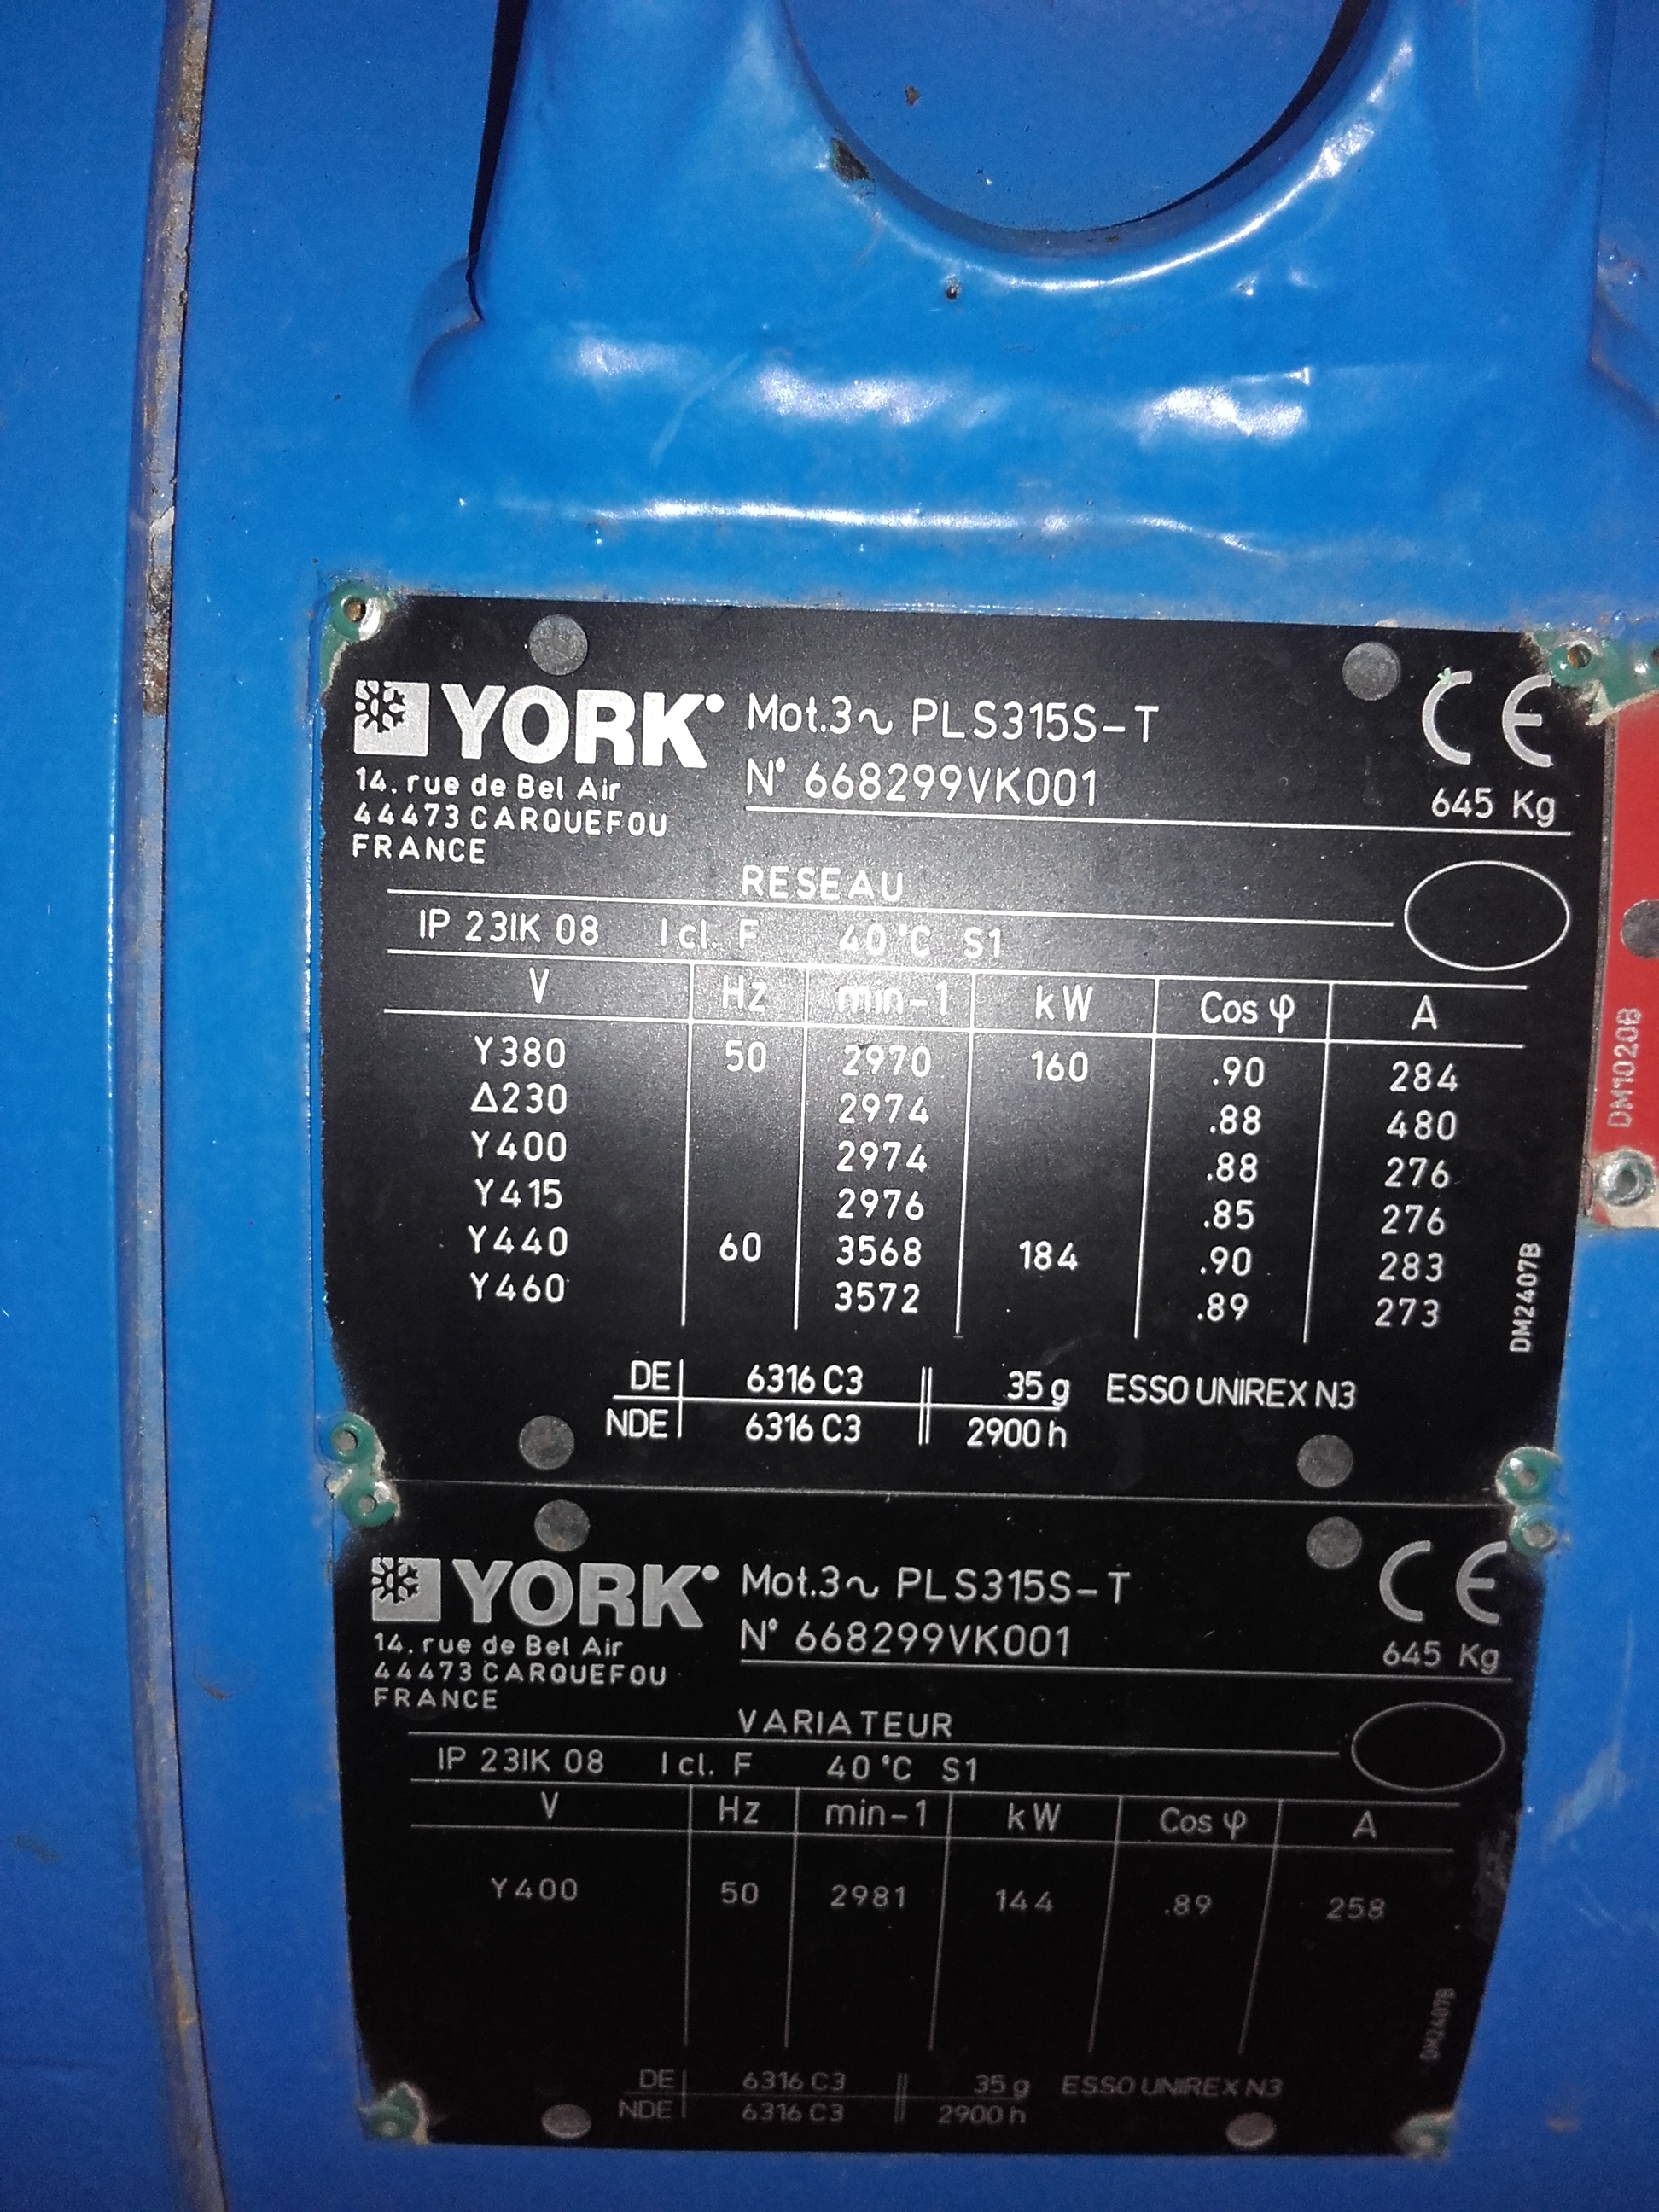 YORK Mot.3~ PLS315S-T CE
N° 668299VK001
645 Kg
14. rue de Bel Air
44473 CARQUEFOU
FRANCE
RESEAU
IP 23IK 08 I cl. F 40°C S1
V Hz min-1 kW Cos φ A
Y380 50 2970 160 .90 284
Δ230 2974 .88 480
Y400 2974 .88 276
Y415 2976 .85 276
Y440 60 3568 184 .90 283
Y460 3572 .89 273
DE 6316 C3 35 g ESSO UNIREX N3
NDE 6316 C3 2900 h
DM2407B
DM1020B
YORK Mot.3~ PLS315S-T CE
N° 668299VK001
645 Kg
14. rue de Bel Air
44473 CARQUEFOU
FRANCE
VARIATEUR
IP 23IK 08 I cl. F 40°C S1
V Hz min-1 kW Cos φ A
Y400 50 2981 144 .89 258
DE 6316 C3 35 g ESSO UNIREX N3
NDE 6316 C3 2900 h
DM2407B